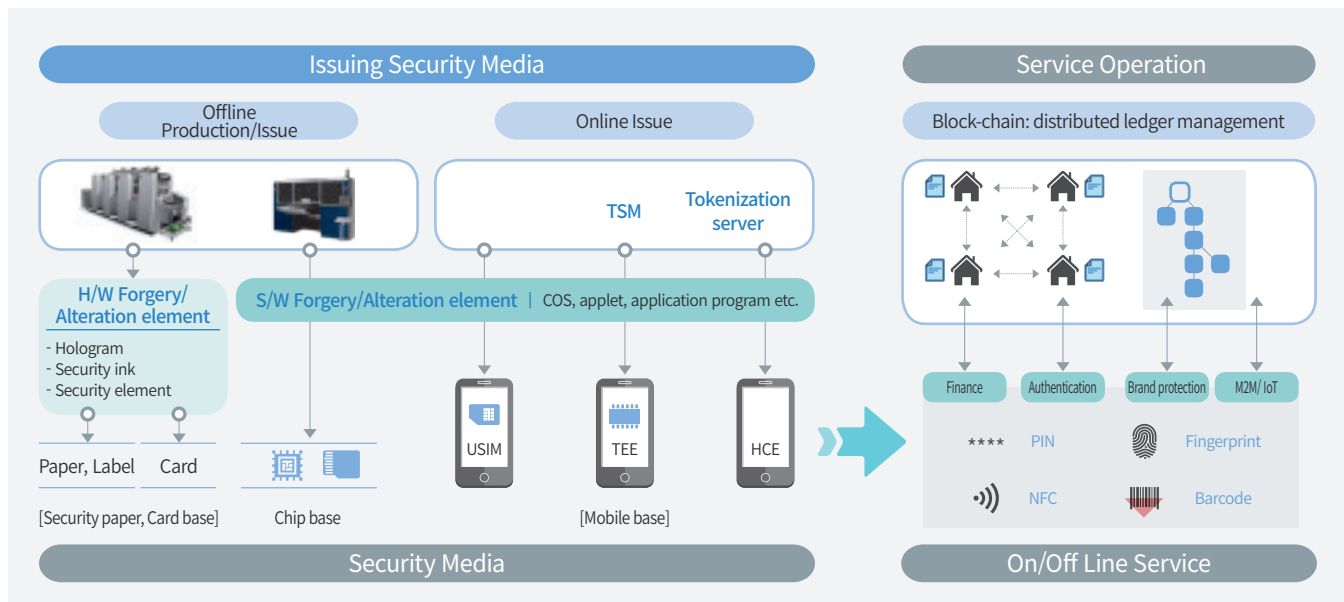 Issuing Security Media
Offline
Production/Issue
Online Issue
TSM
Tokenization
server
H/W Forgery/
Alteration element
- Hologram
- Security ink
- Security element
S/W Forgery/Alteration element | COS, applet, application program etc.
Paper, Label
Card
USIM
TEE
HCE
[Security paper, Card base]
Chip base
[Mobile base]
Security Media
Service Operation
Block-chain: distributed ledger management
Finance
Authentication
Brand protection
M2M/ IoT
**** PIN
Fingerprint
NFC
Barcode
On/Off Line Service